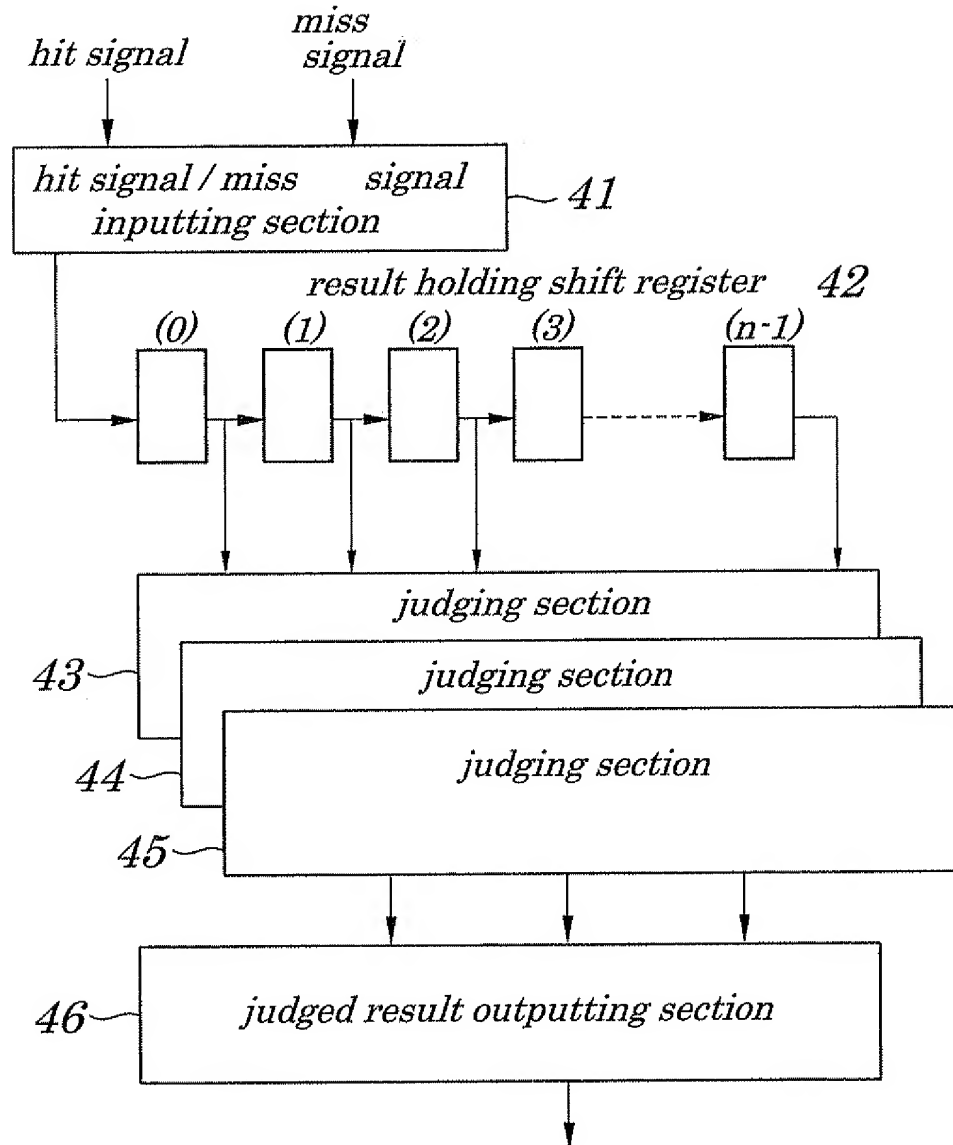 hit signal
miss
signal
hit signal / miss signal
inputting section
41
result holding shift register 42
(0) (1) (2) (3) (n-1)
judging section
43
judging section
44
judging section
45
judged result outputting section
46